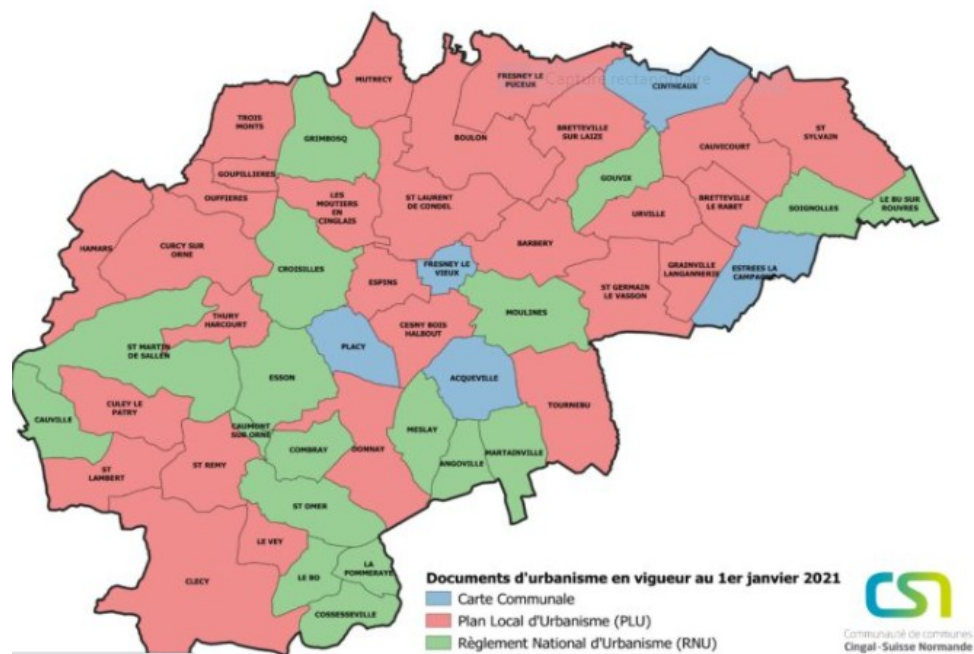 MUTRECY
FRESNEY LE
PUCEUX
Capture rectangulaire
CINTHEAUX
TROIS
MONTS
GRIMBOSQ
BOULON
BRETTEVILLE
SUR LAIZE
CAUVICOURT
ST
SYLVAIN
GOUPILLIERES
OUFFIERES
LES
MOUTIERS
EN
CINGLAIS
ST LAURENT
DE CONDEL
GOUVIX
URVILLE
BRETTEVILLE
LE RABET
SOIGNOLLES
LE BU SUR
ROUVRES
HAMARS
CURCY SUR
ORNE
CROISILLES
ESPINS
FRESNEY LE
VIEUX
BARBERY
ST GERMAIN
LE VASSON
GRAINVILLE
LANGANNERIE
ESTREES LA
CAMPAGNE
THURY
HARCOURT
ST MARTIN
DE SALLEN
PLACY
CESNY BOIS
HALBOUT
MOULINES
ESSON
ACQUEVILLE
TOURNEBU
CAUVILLE
CULEY LE
PATRY
CAUMONT
SUR ORNE
COMBRAY
DONNAY
MESLAY
ANGOVILLE
MARTAINVILLE
ST
LAMBERT
ST REMY
ST OMER
LE VEY
CLECY
LE BO
LA
POMMERAYE
COSSESSEVILLE
Documents d'urbanisme en vigueur au 1er janvier 2021
Carte Communale
Plan Local d'Urbanisme (PLU)
Règlement National d'Urbanisme (RNU)
CSN
Communauté de communes
Cingal-Suisse Normande